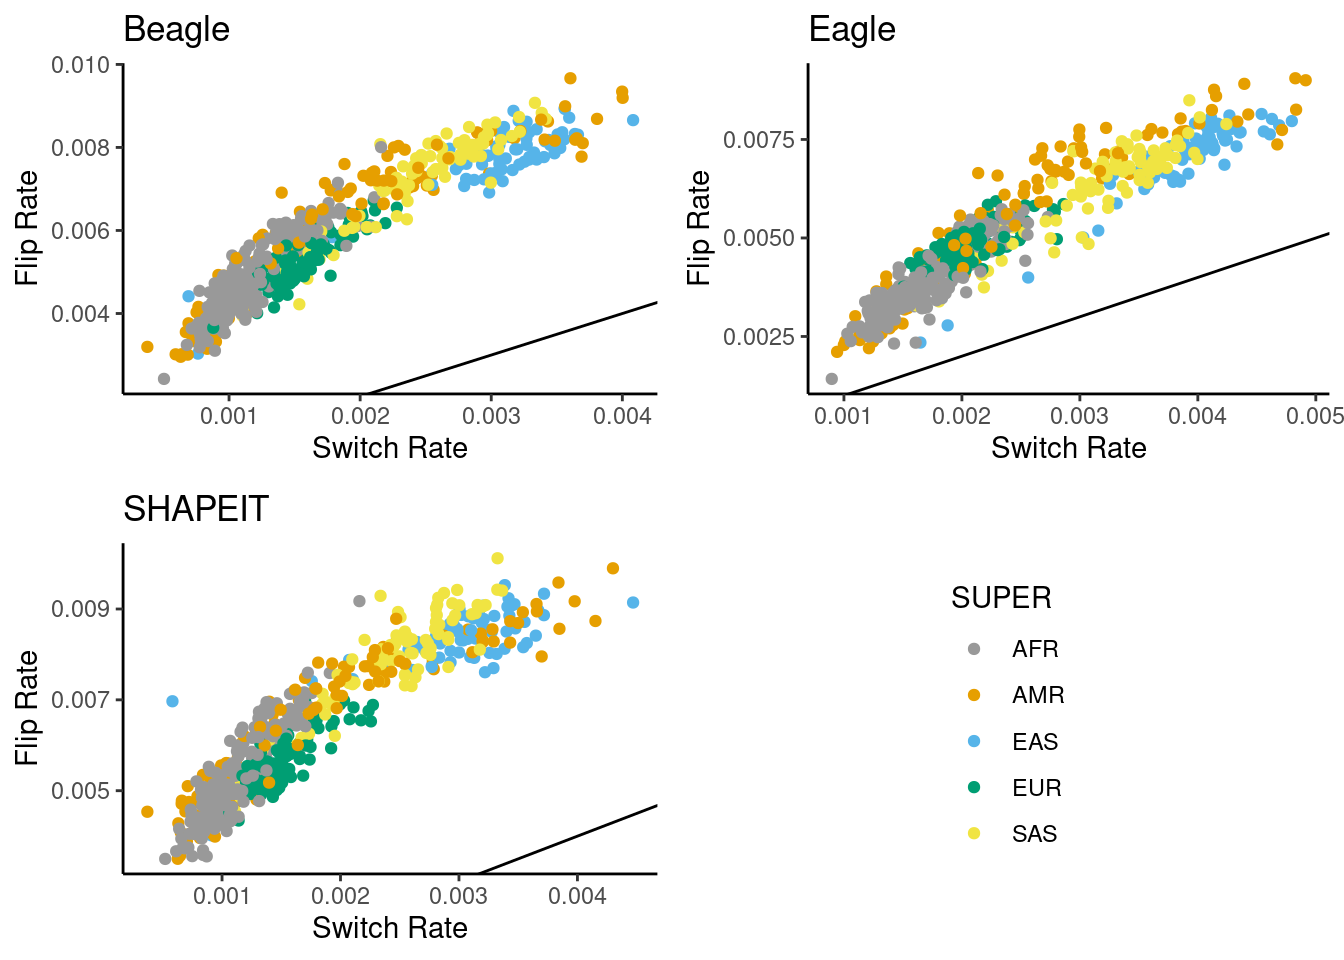 Beagle
0.010
0.008
0.006
0.004
Flip Rate
0.001 0.002 0.003 0.004
Switch Rate
Eagle
0.0075
0.0050
0.0025
Flip Rate
0.001 0.002 0.003 0.004 0.005
Switch Rate
SHAPEIT
0.009
0.007
0.005
Flip Rate
0.001 0.002 0.003 0.004
Switch Rate
SUPER
AFR
AMR
EAS
EUR
SAS